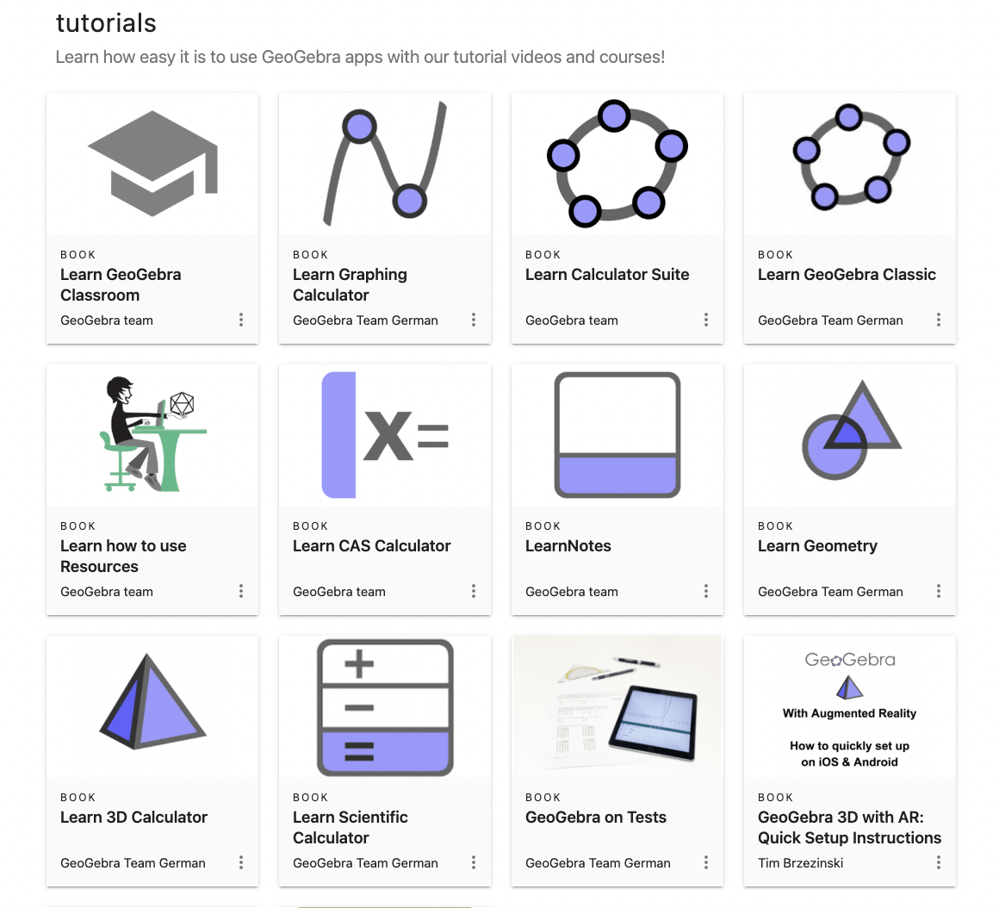 tutorials
Learn how easy it is to use GeoGebra apps with our tutorial videos and courses!
BOOK
Learn GeoGebra
Classroom
GeoGebra team
BOOK
Learn Graphing
Calculator
GeoGebra Team German
BOOK
Learn Calculator Suite
GeoGebra team
BOOK
Learn GeoGebra Classic
GeoGebra Team German
BOOK
Learn how to use
Resources
GeoGebra team
x=
BOOK
Learn CAS Calculator
GeoGebra team
BOOK
LearnNotes
GeoGebra team
BOOK
Learn Geometry
GeoGebra Team German
BOOK
Learn 3D Calculator
GeoGebra Team German
+
−
=
BOOK
Learn Scientific
Calculator
GeoGebra Team German
BOOK
GeoGebra on Tests
GeoGebra Team German
GeoGebra
With Augmented Reality
How to quickly set up
on iOS & Android
BOOK
GeoGebra 3D with AR:
Quick Setup Instructions
Tim Brzezinski